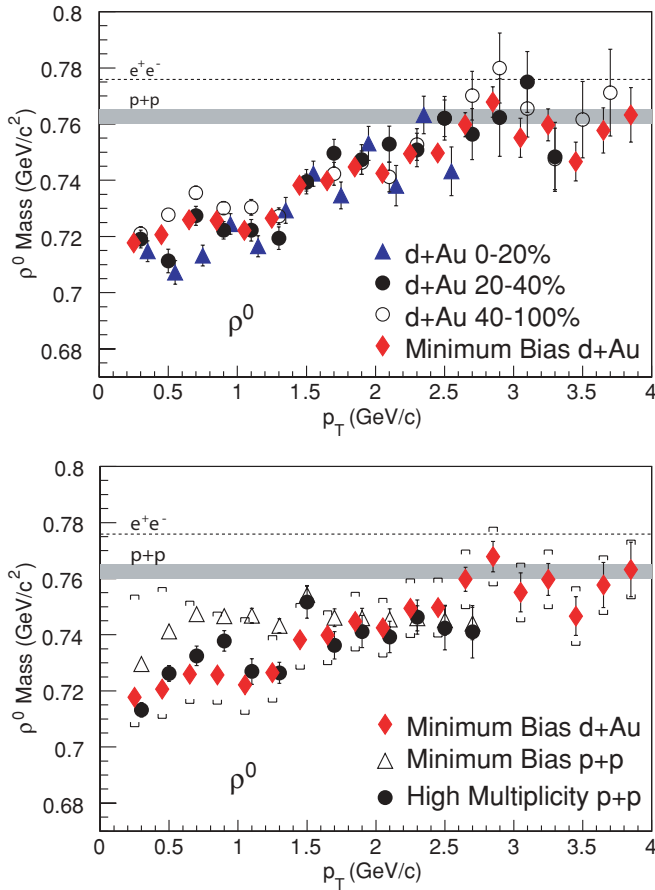 0.78
0.76
0.74
0.72
0.7
0.68
ρ⁰ Mass (GeV/c²)
e⁺e⁻
p+p
d+Au 0-20%
d+Au 20-40%
d+Au 40-100%
Minimum Bias d+Au
ρ⁰
0 0.5 1 1.5 2 2.5 3 3.5 4
p_T (GeV/c)
0.8
0.78
0.76
0.74
0.72
0.7
0.68
ρ⁰ Mass (GeV/c²)
e⁺e⁻
p+p
Minimum Bias d+Au
Minimum Bias p+p
High Multiplicity p+p
ρ⁰
0 0.5 1 1.5 2 2.5 3 3.5 4
p_T (GeV/c)